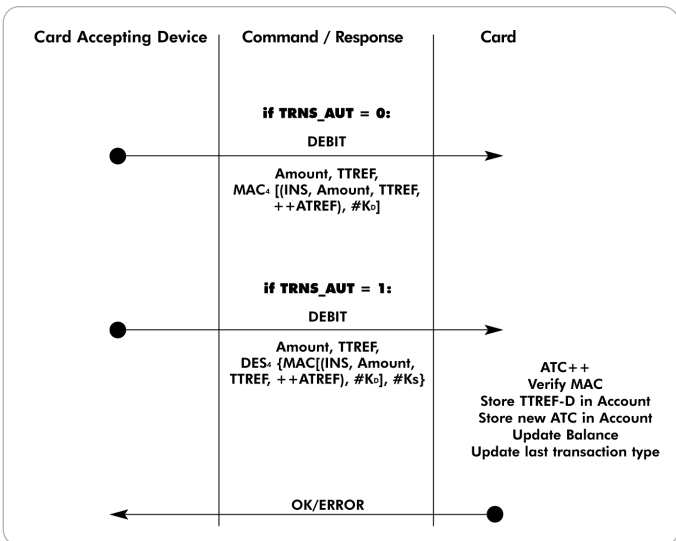 Card Accepting Device
Command / Response
Card
if TRNS_AUT = 0:
DEBIT
Amount, TTREF,
MAC₄ [(INS, Amount, TTREF,
++ATREF), #K_D]
if TRNS_AUT = 1:
DEBIT
Amount, TTREF,
DES₄ {MAC[(INS, Amount,
TTREF, ++ATREF), #K_D], #Ks}
ATC++
Verify MAC
Store TTREF-D in Account
Store new ATC in Account
Update Balance
Update last transaction type
OK/ERROR